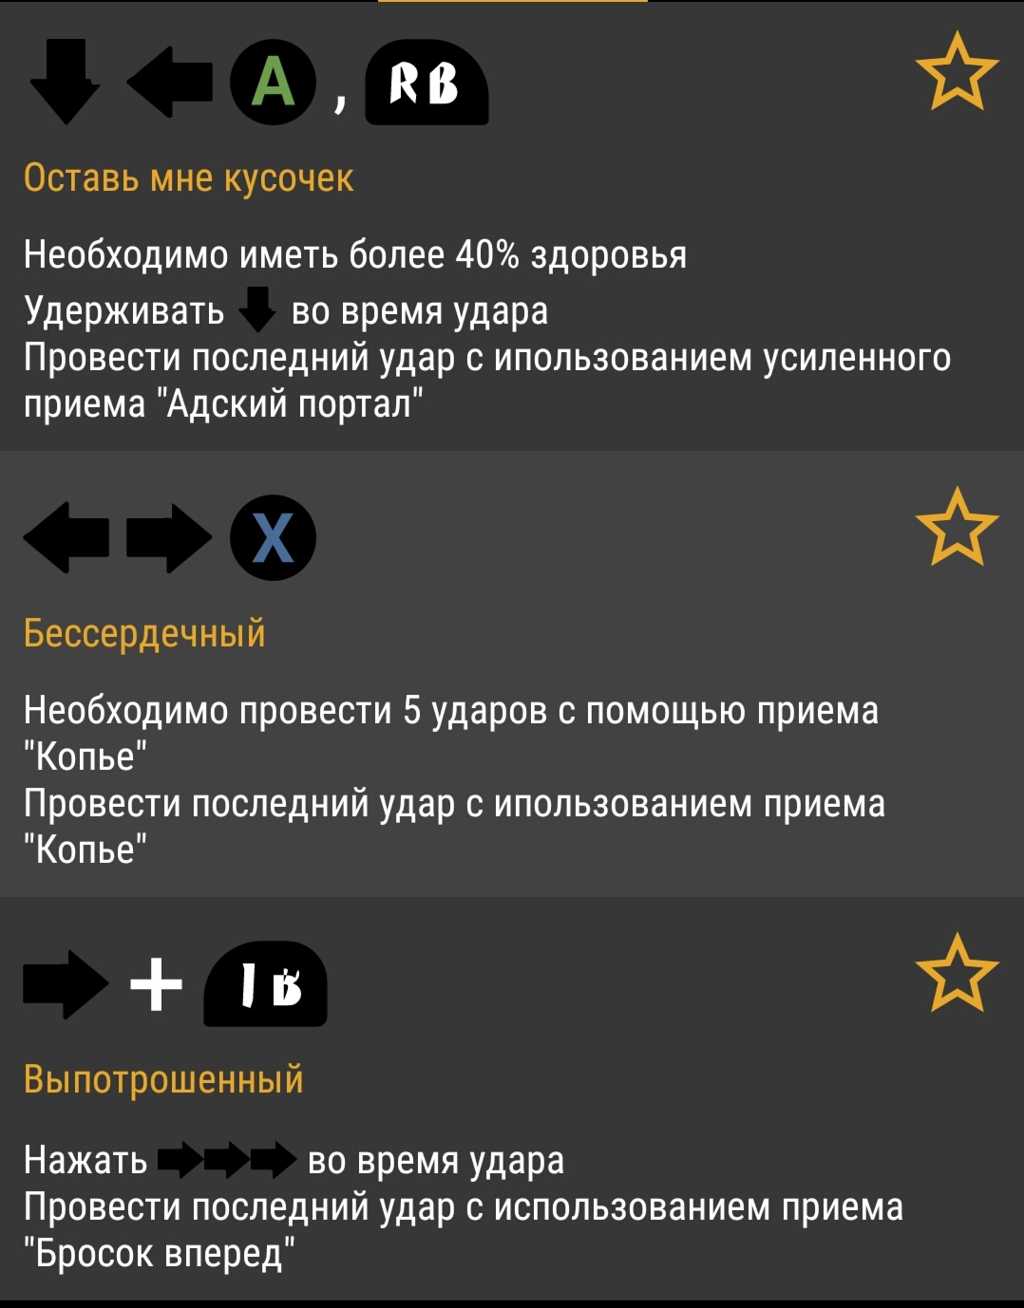 A , RB
Оставь мне кусочек
Необходимо иметь более 40% здоровья
Удерживать во время удара
Провести последний удар с ипользованием усиленного
приема "Адский портал"
X
Бессердечный
Необходимо провести 5 ударов с помощью приема
"Копье"
Провести последний удар с ипользованием приема
"Копье"
+
Выпотрошенный
Нажать во время удара
Провести последний удар с использованием приема
"Бросок вперед"